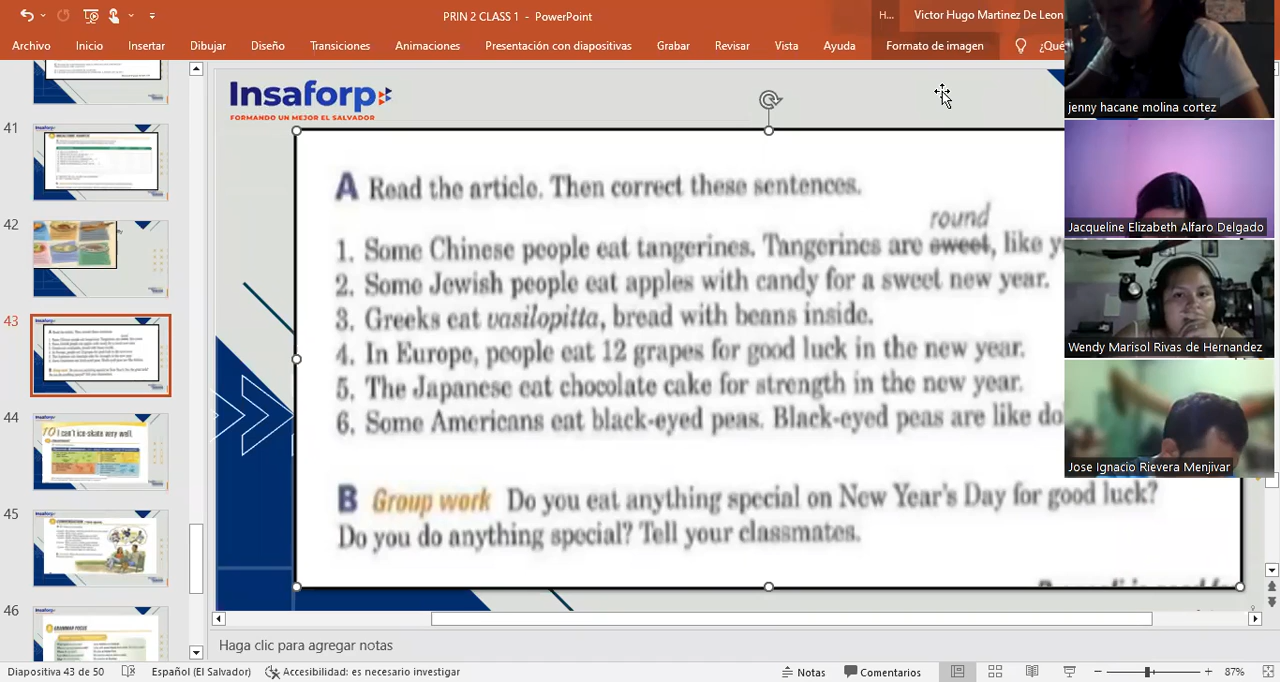 PRIN 2 CLASS 1 - PowerPoint
H...
Victor Hugo Martinez De Leon
Archivo Inicio Insertar Dibujar Diseño Transiciones Animaciones Presentación con diapositivas Grabar Revisar Vista Ayuda Formato de imagen ¿Qué
Insaforp
FORMANDO UN MEJOR EL SALVADOR
A Read the article. Then correct these sentences.
round
1. Some Chinese people eat tangerines. Tangerines are sweet, like y
2. Some Jewish people eat apples with candy for a sweet new year.
3. Greeks eat vasilopitta, bread with beans inside.
4. In Europe, people eat 12 grapes for good luck in the new year.
5. The Japanese eat chocolate cake for strength in the new year.
6. Some Americans eat black-eyed peas. Black-eyed peas are like do
B Group work Do you eat anything special on New Year's Day for good luck?
Do you do anything special? Tell your classmates.
jenny hacane molina cortez
Jacqueline Elizabeth Alfaro Delgado
Wendy Marisol Rivas de Hernandez
Jose Ignacio Rievera Menjivar
41
42
43
44
10 I can't ice-skate very well.
45
46
Haga clic para agregar notas
Diapositiva 43 de 50 Español (El Salvador) Accesibilidad: es necesario investigar Notas Comentarios 87%